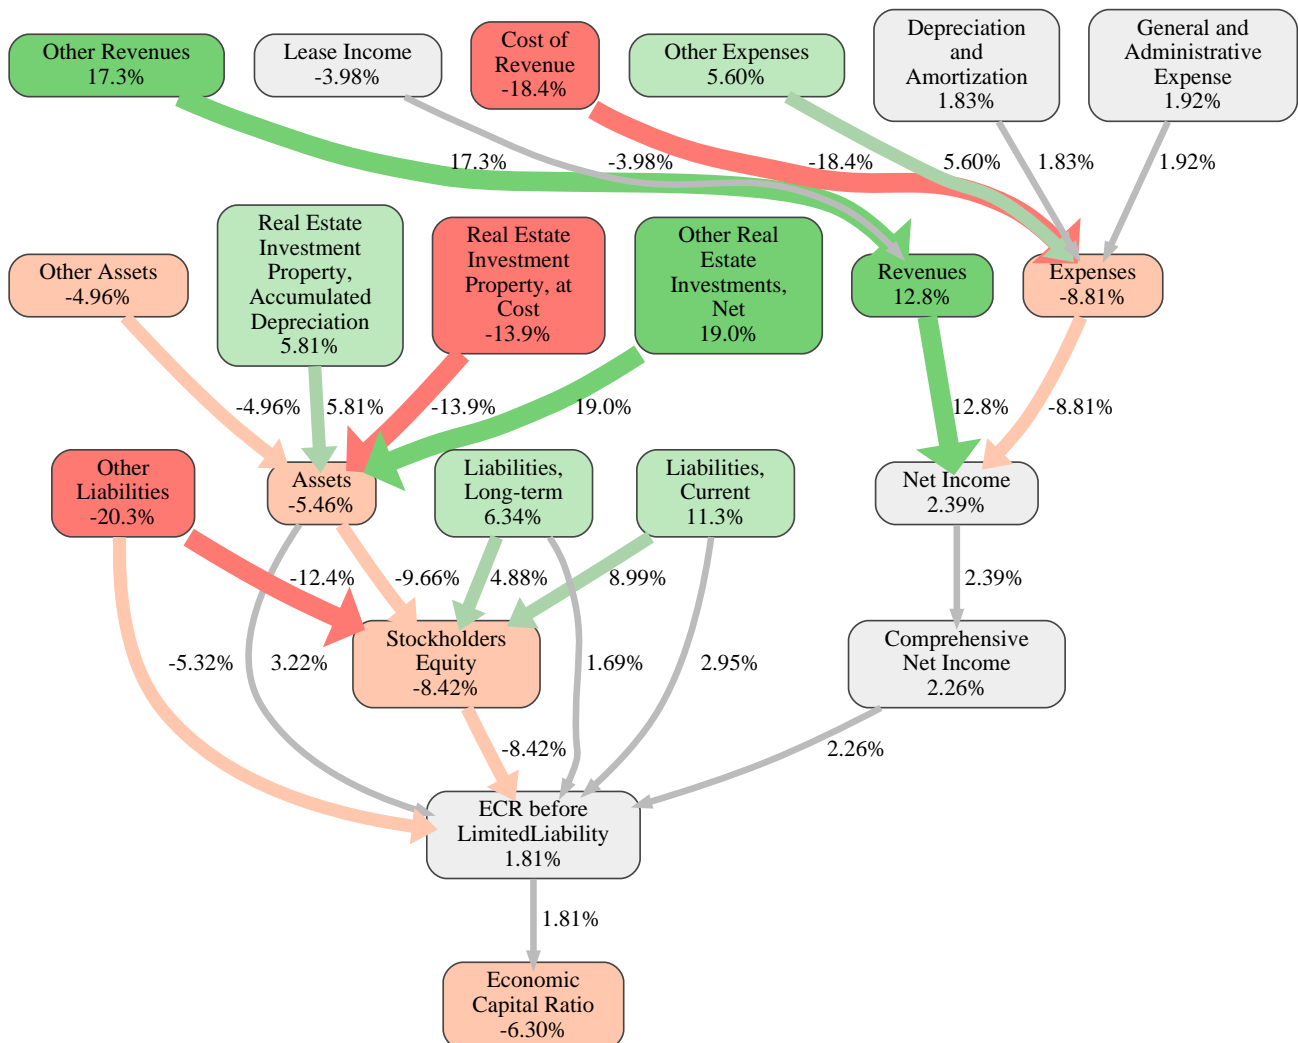 Other Revenues
17.3%
Lease Income
-3.98%
Cost of
Revenue
-18.4%
Other Expenses
5.60%
Depreciation
and
Amortization
1.83%
General and
Administrative
Expense
1.92%
17.3%
-3.98%
-18.4%
5.60%
1.83%
1.92%
Other Assets
-4.96%
Real Estate
Investment
Property,
Accumulated
Depreciation
5.81%
Real Estate
Investment
Property, at
Cost
-13.9%
Other Real
Estate
Investments,
Net
19.0%
Revenues
12.8%
Expenses
-8.81%
-4.96%
5.81%
-13.9%
19.0%
12.8%
-8.81%
Other
Liabilities
-20.3%
Assets
-5.46%
Liabilities,
Long-term
6.34%
Liabilities,
Current
11.3%
Net Income
2.39%
-12.4%
-9.66%
4.88%
8.99%
2.39%
-5.32%
3.22%
Stockholders
Equity
-8.42%
1.69%
2.95%
Comprehensive
Net Income
2.26%
-8.42%
2.26%
ECR before
LimitedLiability
1.81%
1.81%
Economic
Capital Ratio
-6.30%